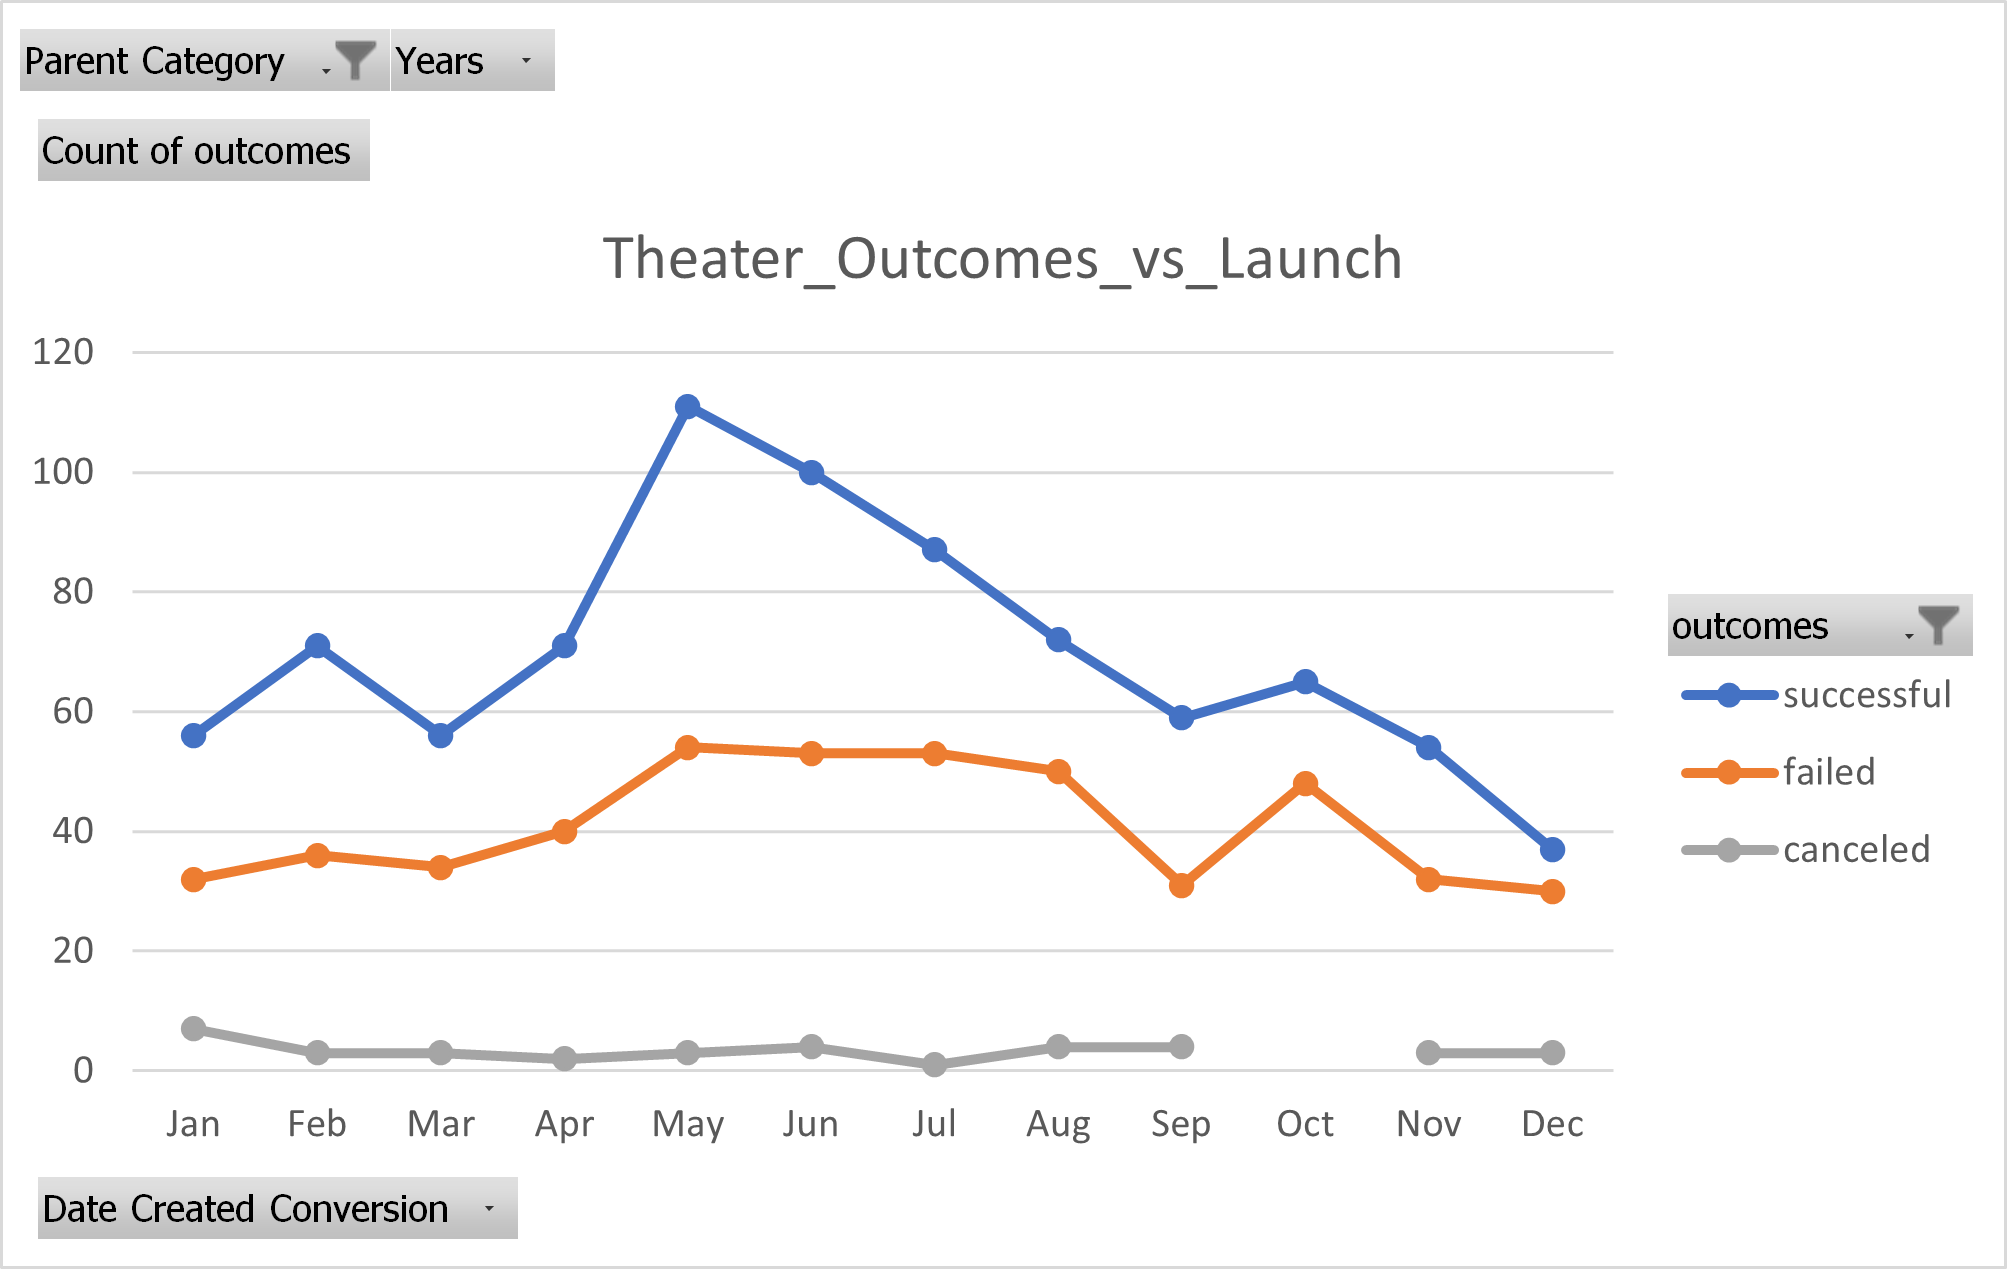 Parent Category Years
Count of outcomes
Theater_Outcomes_vs_Launch
120
100
80
60
40
20
0
Jan Feb Mar Apr May Jun Jul Aug Sep Oct Nov Dec
outcomes
successful
failed
canceled
Date Created Conversion